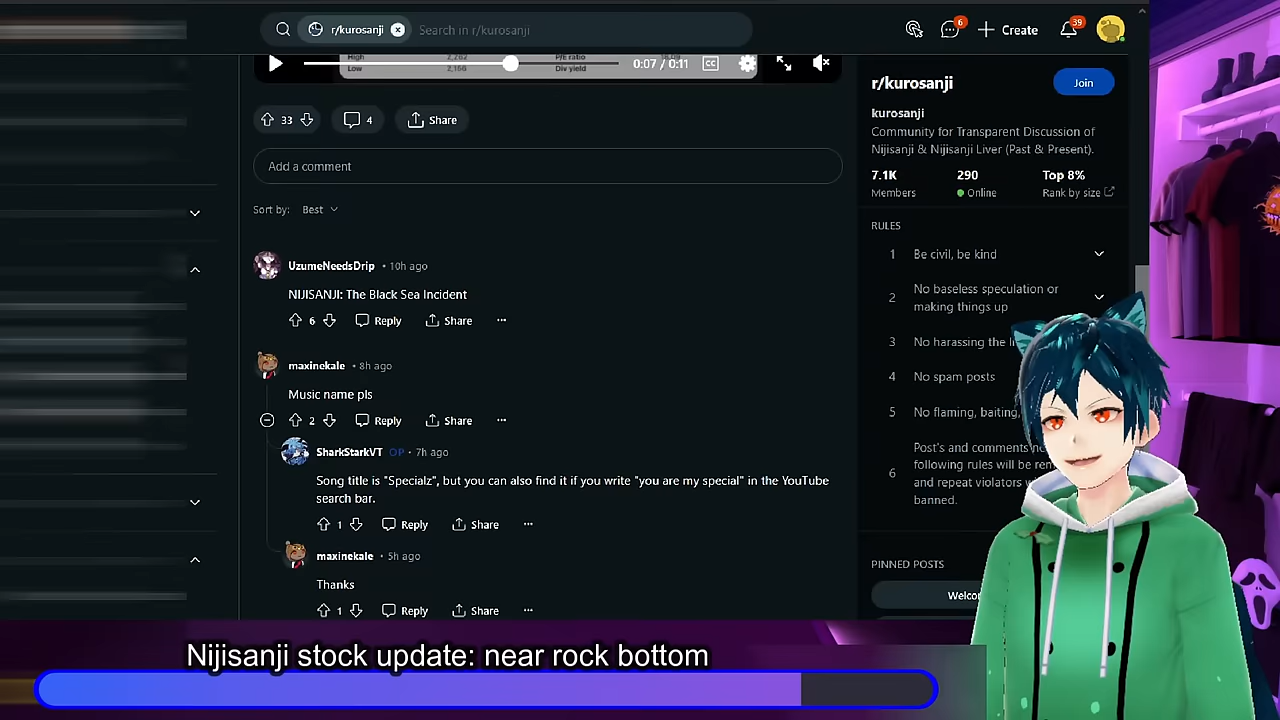 r/kurosanji
Search in r/kurosanji
6
Create
39
High
Low
P/E ratio
Div yield
0:07 / 0:11
CC
33
4
Share
Add a comment
Sort by: Best
UzumeNeedsDrip • 10h ago
NIJISANJI: The Black Sea Incident
6
Reply
Share
maxinekale • 8h ago
Music name pls
2
Reply
Share
SharkStarkVT OP • 7h ago
Song title is "Specialz", but you can also find it if you write "you are my special" in the YouTube
search bar.
1
Reply
Share
maxinekale • 5h ago
Thanks
1
Reply
Share
r/kurosanji
Join
kurosanji
Community for Transparent Discussion of
Nijisanji & Nijisanji Liver (Past & Present).
7.1K
290
Top 8%
Members
Online
Rank by size
RULES
1 Be civil, be kind
2 No baseless speculation or
making things up
3 No harassing the
4 No spam posts
5 No flaming, baiting,
6 Post's and comments
following rules will be
and repeat violators
banned.
PINNED POSTS
Nijisanji stock update: near rock bottom